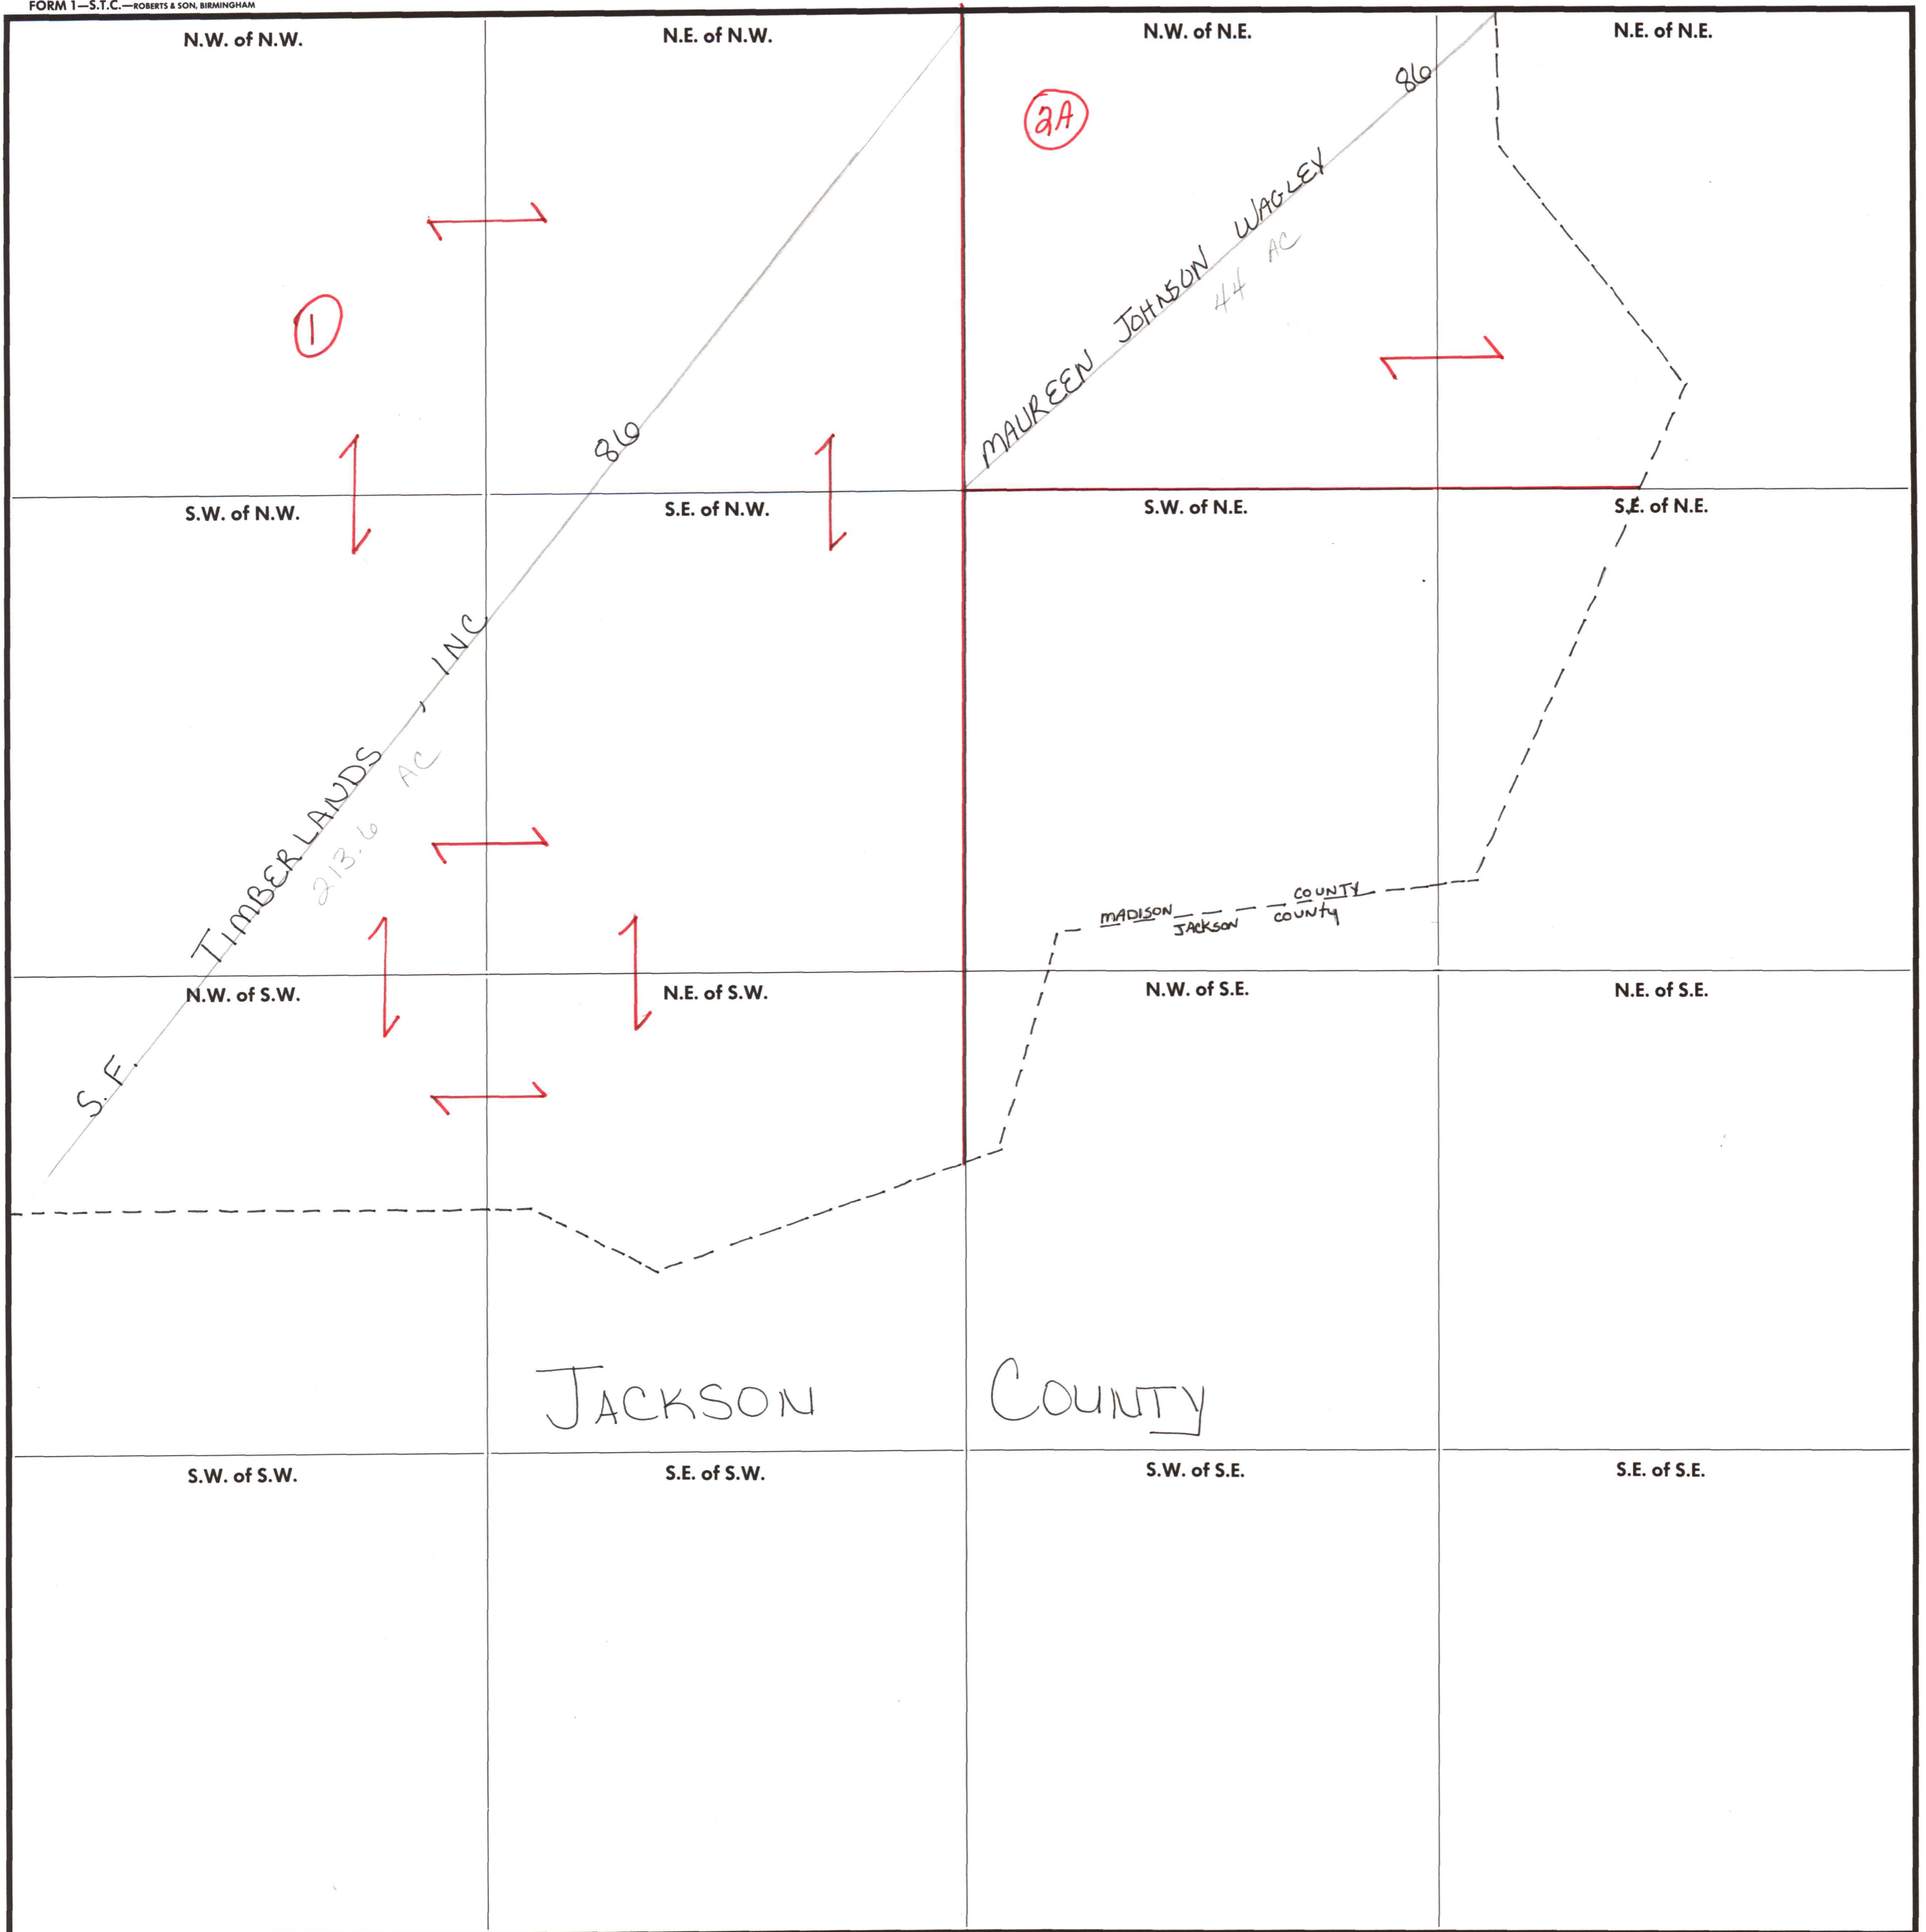 FORM 1—S.T.C.—ROBERTS & SON, BIRMINGHAM
N.W. of N.W.
N.E. of N.W.
N.W. of N.E.
N.E. of N.E.
2A
86
MAUREEN JOHNSON WAGLEY
44 AC
1
86
S.W. of N.W.
S.E. of N.W.
S.W. of N.E.
S.E. of N.E.
S.F. TIMBERLANDS, INC
213.6 AC
MADISON COUNTY
JACKSON COUNTY
N.W. of S.W.
N.E. of S.W.
N.W. of S.E.
N.E. of S.E.
JACKSON COUNTY
S.W. of S.W.
S.E. of S.W.
S.W. of S.E.
S.E. of S.E.